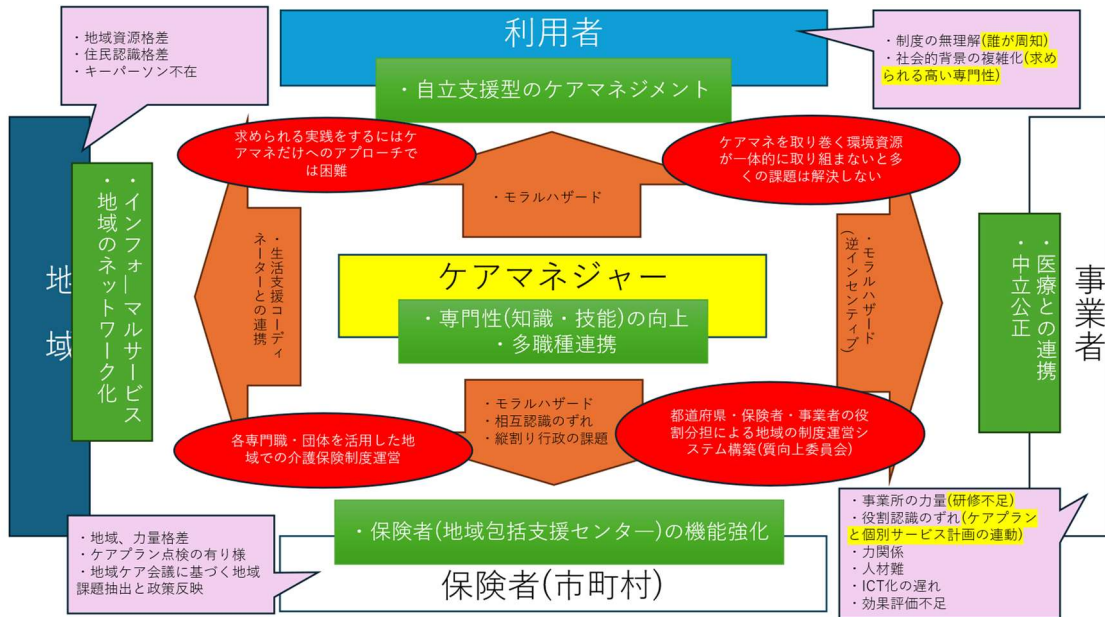 ・地域資源格差
・住民認識格差
・キーパーソン不在
利用者
・自立支援型のケアマネジメント
・制度の無理解(誰が周知)
・社会的背景の複雑化(求め
られる高い専門性)
求められる実践をするにはケ
アマネだけへのアプローチで
は困難
ケアマネを取り巻く環境資源
が一体的に取り組まないと多
くの課題は解決しない
・モラルハザード
地域
・インフォーマルサービス
・地域のネットワーク化
・生活支援コーディ
ネーターとの連携
ケアマネジャー
・専門性(知識・技能)の向上
・多職種連携
・モラルハザード
(逆インセンティブ)
・医療との連携
・中立公正
事業者
・モラルハザード
・相互認識のずれ
・縦割り行政の課題
各専門職・団体を活用した地
域での介護保険制度運営
都道府県・保険者・事業者の役
割分担による地域の制度運営シ
ステム構築(質向上委員会)
・保険者(地域包括支援センター)の機能強化
保険者(市町村)
・地域、力量格差
・ケアプラン点検の有り様
・地域ケア会議に基づく地域
課題抽出と政策反映
・事業所の力量(研修不足)
・役割認識のずれ(ケアプラン
と個別サービス計画の連動)
・力関係
・人材難
・ICT化の遅れ
・効果評価不足